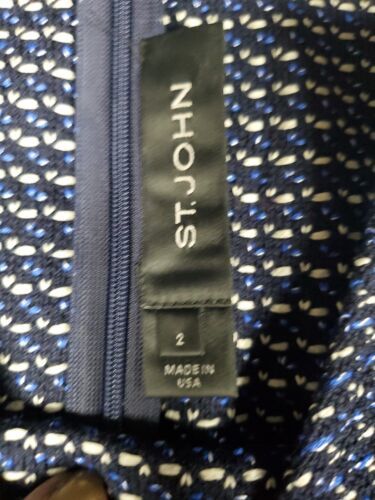 ST. JOHN
2
MADE IN
USA